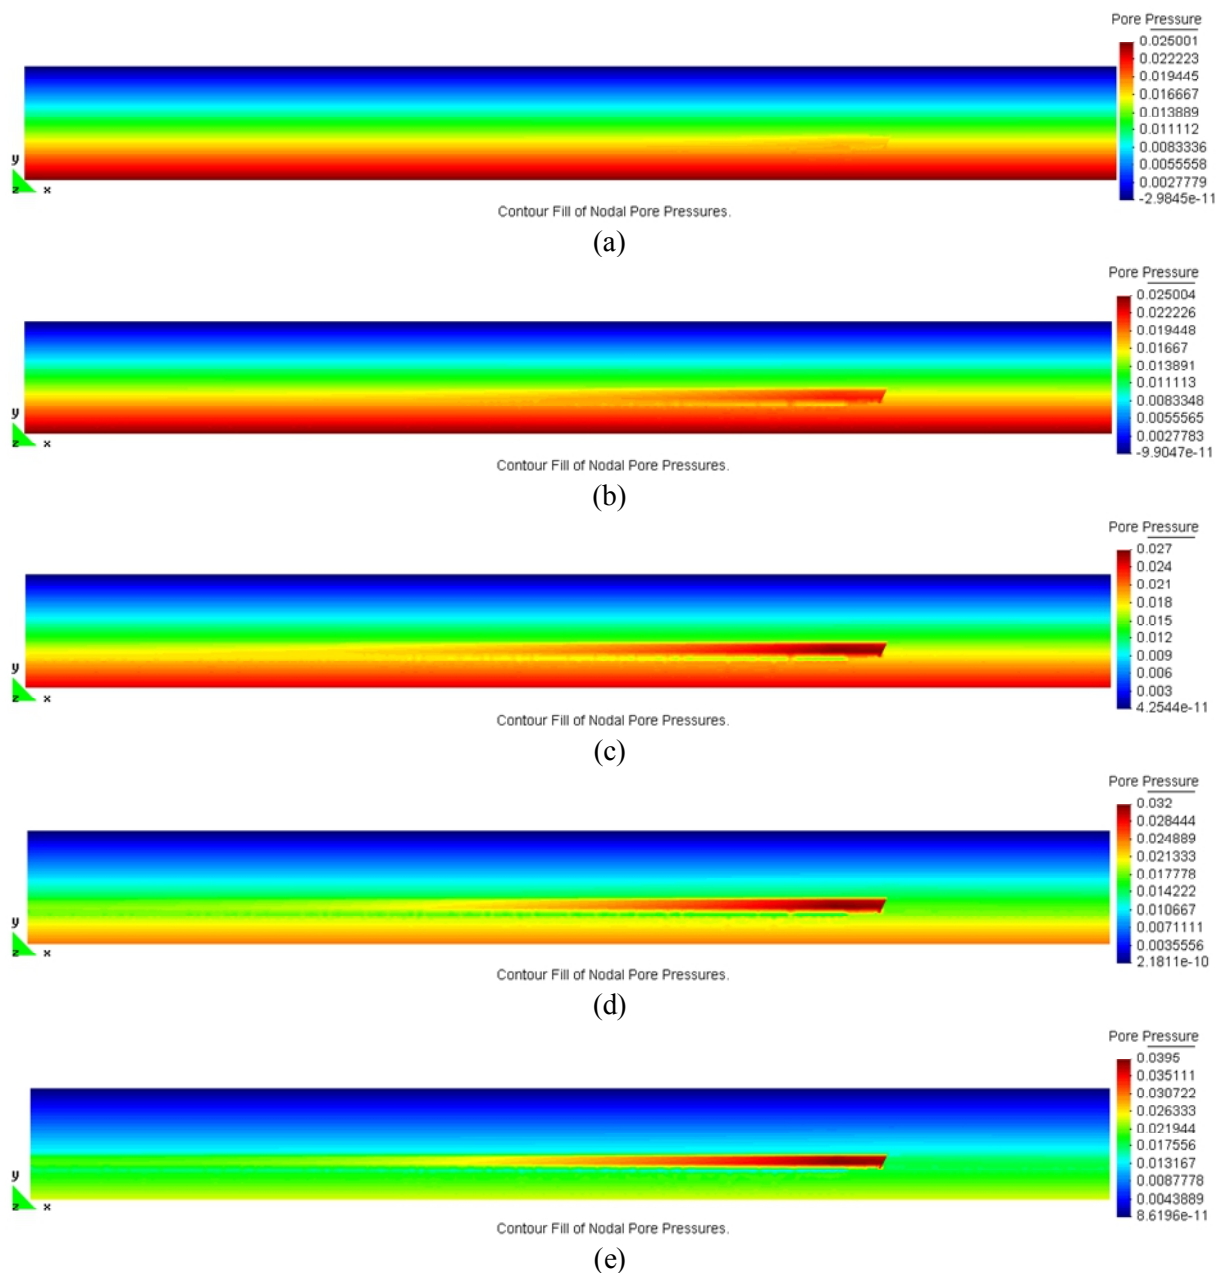 Pore Pressure
0.025001
0.022223
0.019445
0.016667
0.013889
0.011112
0.0083336
0.0055558
0.0027779
-2.9845e-11
y
z x
Contour Fill of Nodal Pore Pressures.
(a)
Pore Pressure
0.025004
0.022226
0.019448
0.01667
0.013891
0.011113
0.0083348
0.0055565
0.0027783
-9.9047e-11
y
z x
Contour Fill of Nodal Pore Pressures.
(b)
Pore Pressure
0.027
0.024
0.021
0.018
0.015
0.012
0.009
0.006
0.003
4.2544e-11
y
z x
Contour Fill of Nodal Pore Pressures.
(c)
Pore Pressure
0.032
0.028444
0.024889
0.021333
0.017778
0.014222
0.010667
0.0071111
0.0035556
2.1811e-10
y
z x
Contour Fill of Nodal Pore Pressures.
(d)
Pore Pressure
0.0395
0.035111
0.030722
0.026333
0.021944
0.017556
0.013167
0.0087778
0.0043889
8.6196e-11
y
z x
Contour Fill of Nodal Pore Pressures.
(e)